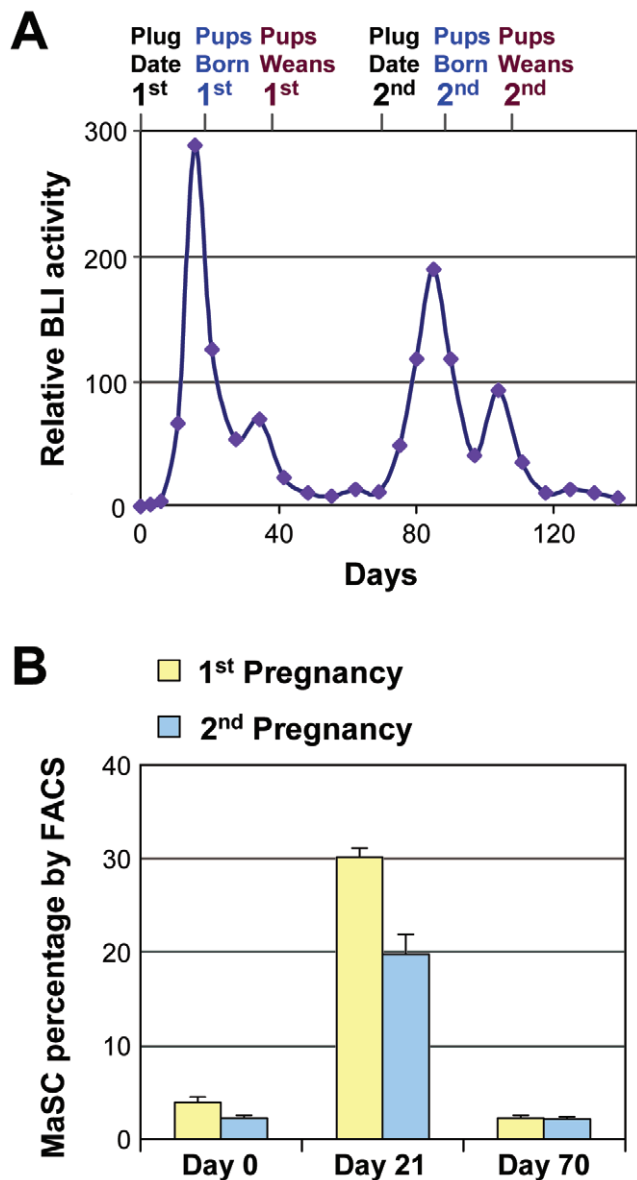 A
Plug Pups Pups Plug Pups Pups
Date Born Weans Date Born Weans
1st 1st 1st 2nd 2nd 2nd
300
200
100
0
Relative BLI activity
0 40 80 120
Days
B
1st Pregnancy
2nd Pregnancy
40
30
20
10
0
MaSC percentage by FACS
Day 0 Day 21 Day 70